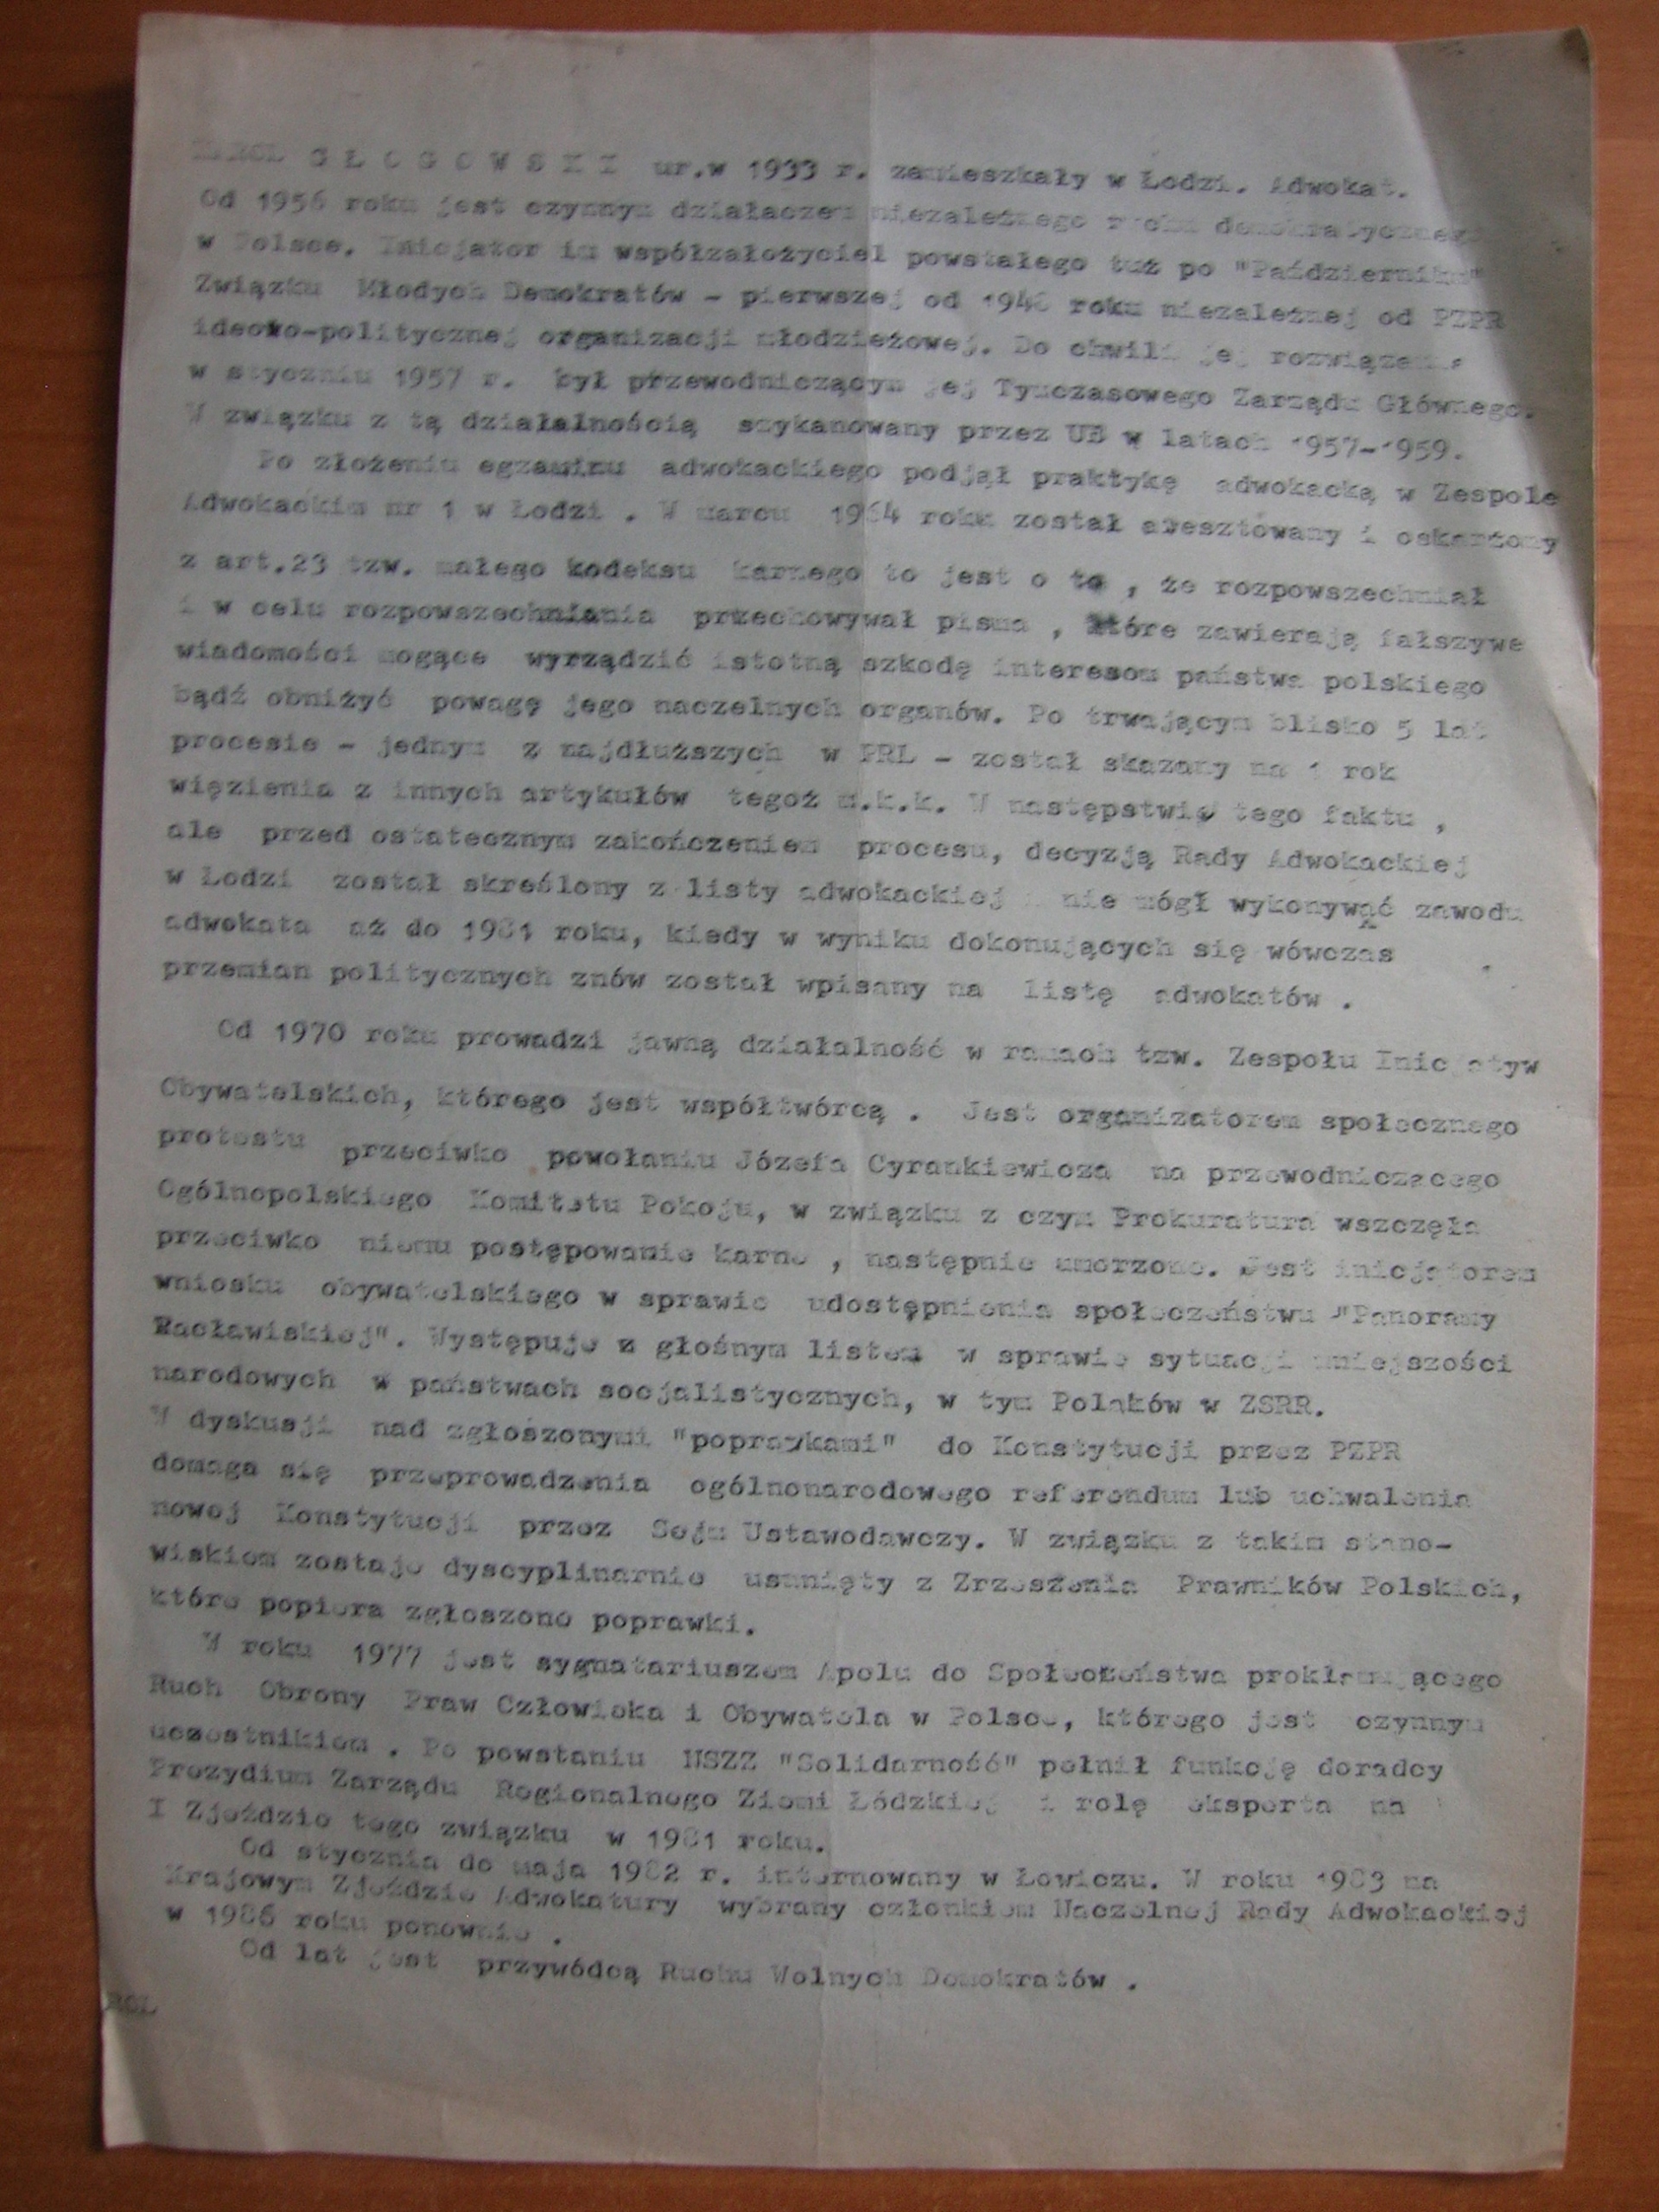 KAROL G Ł O G O W S K I ur.w 1933 r. zamieszkały w Łodzi. Adwokat.
Od 1956 roku jest czynnym działaczem niezależnego ruchu demokratycznego
w Polsce. Inicjator i współzałożyciel powstałego tuż po "Październiku"
Związku Młodych Demokratów – pierwszej od 1948 roku niezależnej od PZPR
ideowo-politycznej organizacji młodzieżowej. Do chwili jej rozwiązania
w styczniu 1957 r. był przewodniczącym jej Tymczasowego Zarządu Głównego.
W związku z tą działalnością szykanowany przez UB w latach 1957-1959.
Po złożeniu egzaminu adwokackiego podjął praktykę adwokacką w Zespole
Adwokackim nr 1 w Łodzi . W marcu 1964 roku został aresztowany i oskarżony
z art.23 tzw. małego kodeksu karnego to jest o to , że rozpowszechniał
i w celu rozpowszechniania przechowywał pisma , które zawierają fałszywe
wiadomości mogące wyrządzić istotną szkodę interesom państwa polskiego
bądź obniżyć powagę jego naczelnych organów. Po trwającym blisko 5 lat
procesie – jednym z najdłuższych w PRL – został skazany na 1 rok
więzienia z innych artykułów tegoż m.k.k. W następstwie tego faktu ,
ale przed ostatecznym zakończeniem procesu, decyzją Rady Adwokackiej
w Łodzi został skreślony z listy adwokackiej i nie mógł wykonywąć zawodu
adwokata aż do 1981 roku, kiedy w wyniku dokonujących się wówczas
przemian politycznych znów został wpisany na listę adwokatów .
Od 1970 roku prowadzi jawną działalność w ramach tzw. Zespołu Inicjatyw
Obywatelskich, którego jest współtwórcą . Jest organizatorem społecznego
protestu przeciwko powołaniu Józefa Cyrankiewicza na przewodniczącego
Ogólnopolskiego Komitetu Pokoju, w związku z czym Prokuratura wszczęła
przeciwko niemu postępowanie karne , następnie umorzone. Jest inicjatorem
wniosku obywatelskiego w sprawie udostępnienia społeczeństwu "Panoramy
Racławiskiej". Występuje z głośnym listem w sprawie sytuacji mniejszości
narodowych w państwach socjalistycznych, w tym Polaków w ZSRR.
W dyskusji nad zgłoszonymi "poprawkami" do Konstytucji przez PZPR
domaga się przeprowadzenia ogólnonarodowego referendum lub uchwalenia
nowej Konstytucji przez Sejm Ustawodawczy. W związku z takim stano-
wiskiem zostaje dyscyplinarnie usunięty z Zrzeszenia Prawników Polskich,
które popiera zgłoszone poprawki.
W roku 1977 jest sygnatariuszem Apelu do Społeczeństwa proklamującego
Ruch Obrony Praw Człowieka i Obywatela w Polsce, którego jest czynnym
uczestnikiem . Po powstaniu NSZZ "Solidarność" pełnił funkcję doradcy
Prezydium Zarządu Regionalnego Ziemi Łódzkiej i rolę eksperta na
I Zjeździe tego związku w 1981 roku.
Od stycznia do maja 1982 r. internowany w Łowiczu. W roku 1983 na
Krajowym Zjeździe Adwokatury wybrany członkiem Naczelnej Rady Adwokackiej
w 1986 roku ponownie .
Od lat jest przywódcą Ruchu Wolnych Demokratów .
ROL